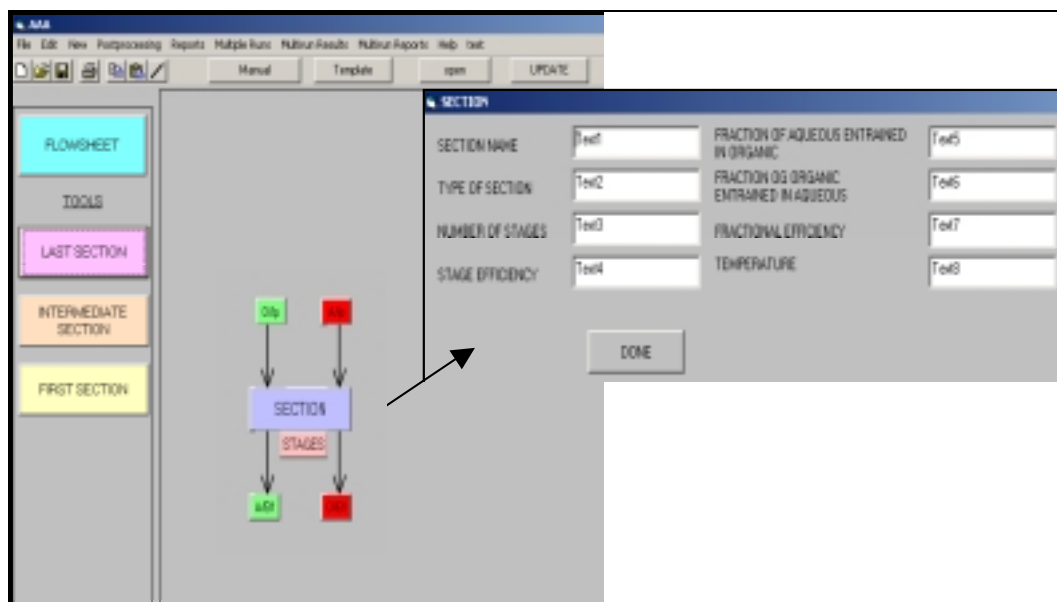 AAA
File Edit View Postprocessing Reports Multiple Runs Multirun Results Multirun Reports Help test
Manual Template open UPDATE
FLOWSHEET
TOOLS
LAST SECTION
INTERMEDIATE
SECTION
FIRST SECTION
SECTION
STAGES
SECTION
SECTION NAME Text1
TYPE OF SECTION Text2
NUMBER OF STAGES Text3
STAGE EFFICIENCY Text4
FRACTION OF AQUEOUS ENTRAINED
IN ORGANIC Text5
FRACTION OG ORGANIC
ENTRAINED IN AQUEOUS Text6
FRACTIONAL EFFICIENCY Text7
TEMPERATURE Text8
DONE